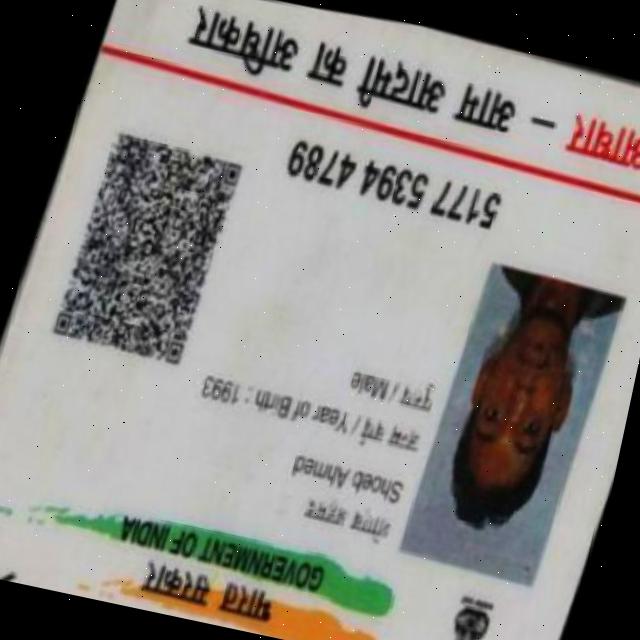 भारत सरकार
GOVERNMENT OF INDIA
शोएब अहमद
Shoeb Ahmed
जन्म वर्ष / Year of Birth : 1993
पुरुष / Male
5177 5394 4789
आधार – आम आदमी का अधिकार